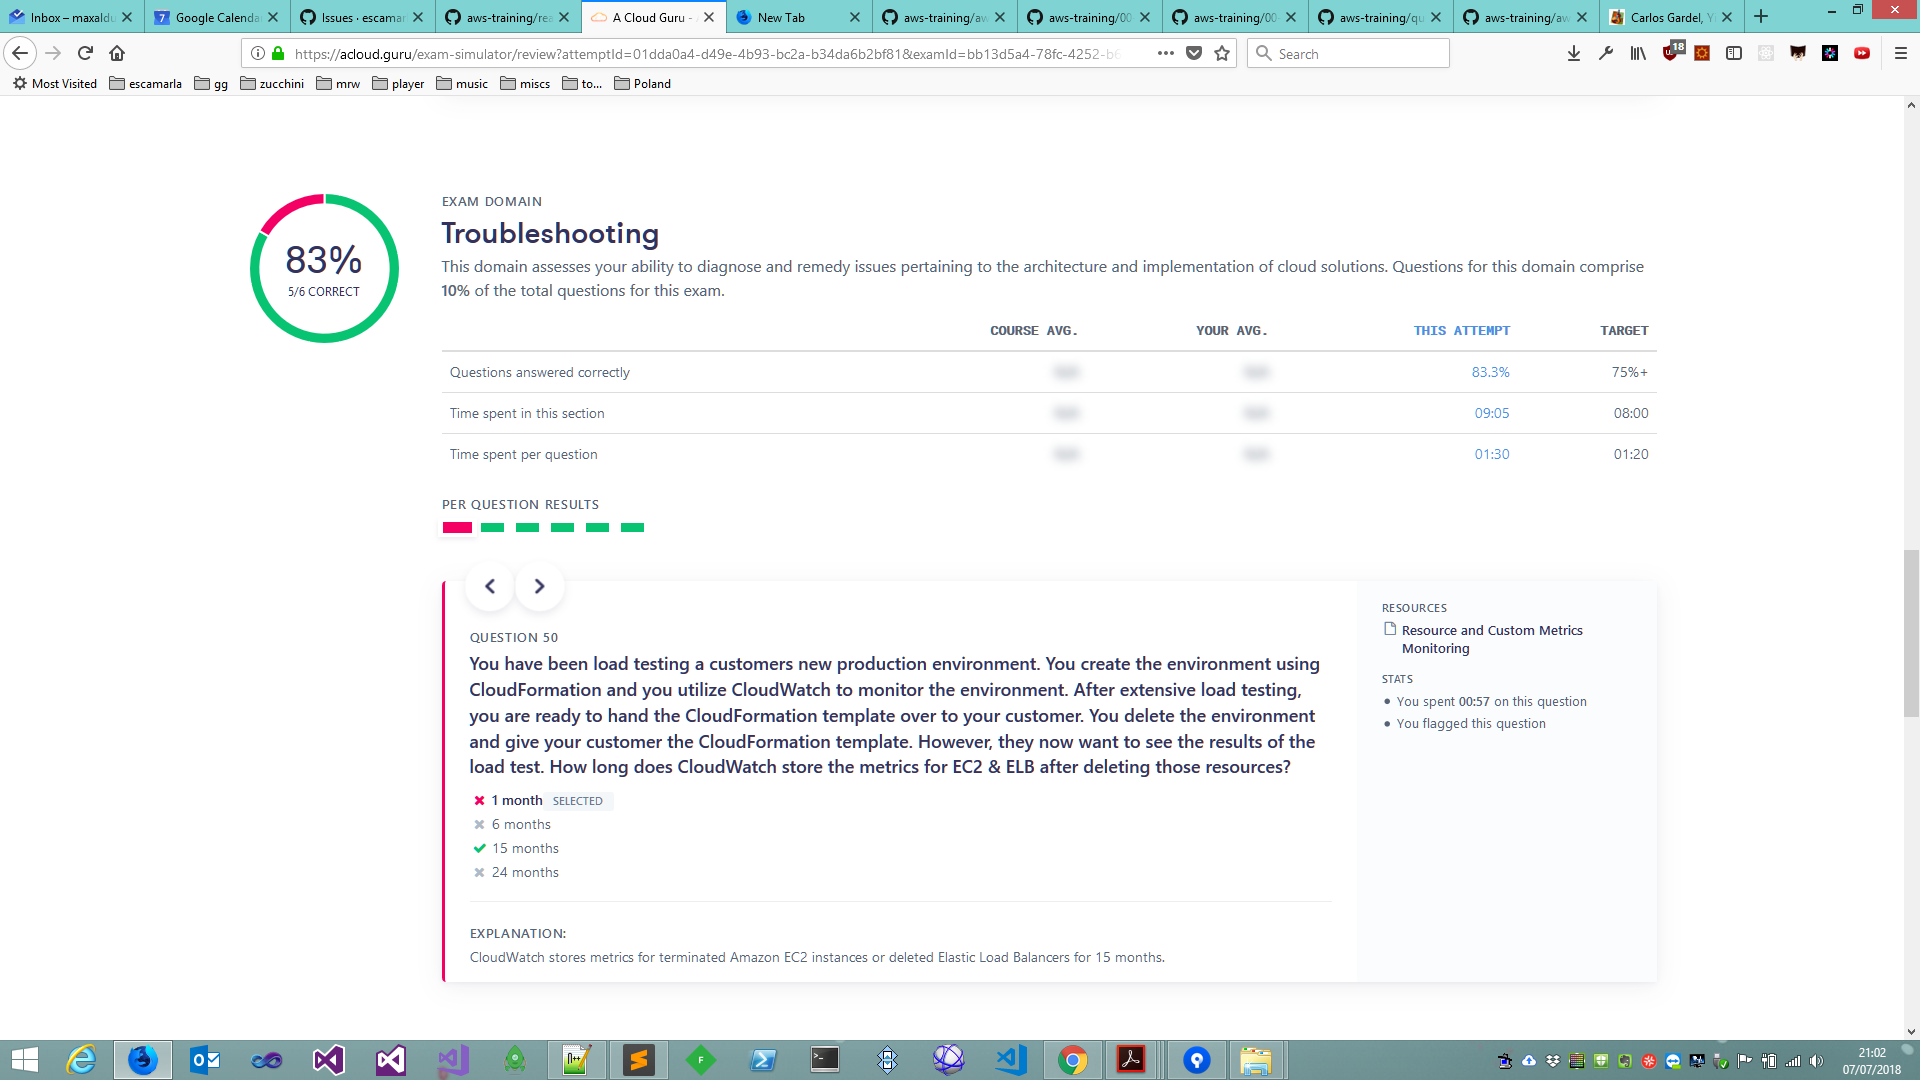 Inbox – maxaldu
Google Calenda
Issues · escamar
aws-training/rea
A Cloud Guru -
New Tab
aws-training/aw
aws-training/00
aws-training/00
aws-training/qu
aws-training/aw
Carlos Gardel, Y
https://acloud.guru/exam-simulator/review?attemptId=01dda0a4-d49e-4b93-bc2a-b34da6b2bf81&examId=bb13d5a4-78fc-4252-b
Search
18
Most Visited
escamarla
gg
zucchini
mrw
player
music
miscs
to...
Poland
83%
5/6 CORRECT
EXAM DOMAIN
Troubleshooting
This domain assesses your ability to diagnose and remedy issues pertaining to the architecture and implementation of cloud solutions. Questions for this domain comprise
10% of the total questions for this exam.
COURSE AVG. YOUR AVG. THIS ATTEMPT TARGET
Questions answered correctly 83.3% 75%+
Time spent in this section 09:05 08:00
Time spent per question 01:30 01:20
PER QUESTION RESULTS
QUESTION 50
You have been load testing a customers new production environment. You create the environment using
CloudFormation and you utilize CloudWatch to monitor the environment. After extensive load testing,
you are ready to hand the CloudFormation template over to your customer. You delete the environment
and give your customer the CloudFormation template. However, they now want to see the results of the
load test. How long does CloudWatch store the metrics for EC2 & ELB after deleting those resources?
1 month SELECTED
6 months
15 months
24 months
EXPLANATION:
CloudWatch stores metrics for terminated Amazon EC2 instances or deleted Elastic Load Balancers for 15 months.
RESOURCES
Resource and Custom Metrics
Monitoring
STATS
You spent 00:57 on this question
You flagged this question
21:02
07/07/2018